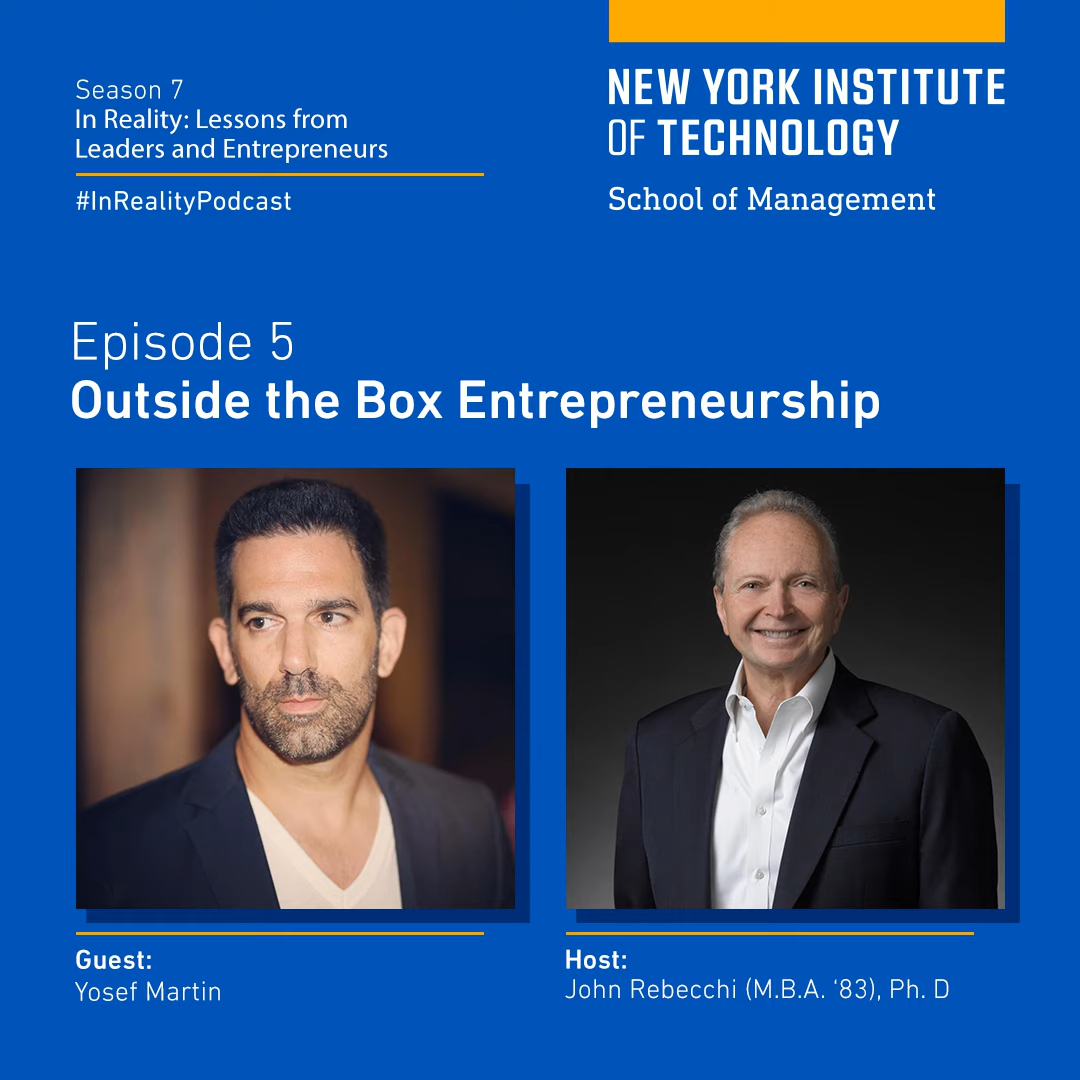 Season 7
In Reality: Lessons from
Leaders and Entrepreneurs
#InRealityPodcast
NEW YORK INSTITUTE
OF TECHNOLOGY
School of Management
Episode 5
Outside the Box Entrepreneurship
Guest:
Yosef Martin
Host:
John Rebecchi (M.B.A. ‘83), Ph. D